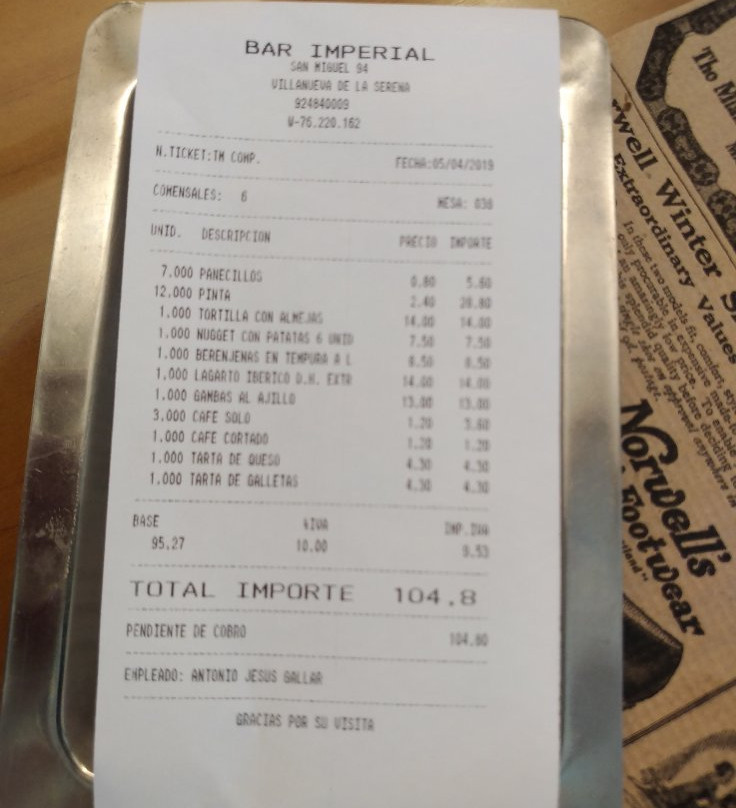 BAR IMPERIAL
SAN MIGUEL 94
VILLANUEVA DE LA SERENA
924840009
V-76.220.162
N.TICKET:TM COMP. FECHA:05/04/2019
COMENSALES: 6 MESA: 030
UNID. DESCRIPCION PRECIO IMPORTE
7.000 PANECILLOS 0.80 5.60
12.000 PINTA 2.40 28.80
1.000 TORTILLA CON ALMEJAS 14.00 14.00
1.000 NUGGET CON PATATAS 6 UNID 7.50 7.50
1.000 BERENJENAS EN TEMPURA A L 8.50 8.50
1.000 LAGARTO IBERICO D.H. EXTR 14.00 14.00
1.000 GAMBAS AL AJILLO 13.00 13.00
3.000 CAFE SOLO 1.20 3.60
1.000 CAFE CORTADO 1.20 1.20
1.000 TARTA DE QUESO 4.30 4.30
1.000 TARTA DE GALLETAS 4.30 4.30
BASE %IVA IMP.IVA
95.27 10.00 9.53
TOTAL IMPORTE 104.8
PENDIENTE DE COBRO 104.80
EMPLEADO: ANTONIO JESUS GALLAR
GRACIAS POR SU VISITA
The
Winter
Extraordinary values
In these two models fit, comfort,
Norwell's
Footwear